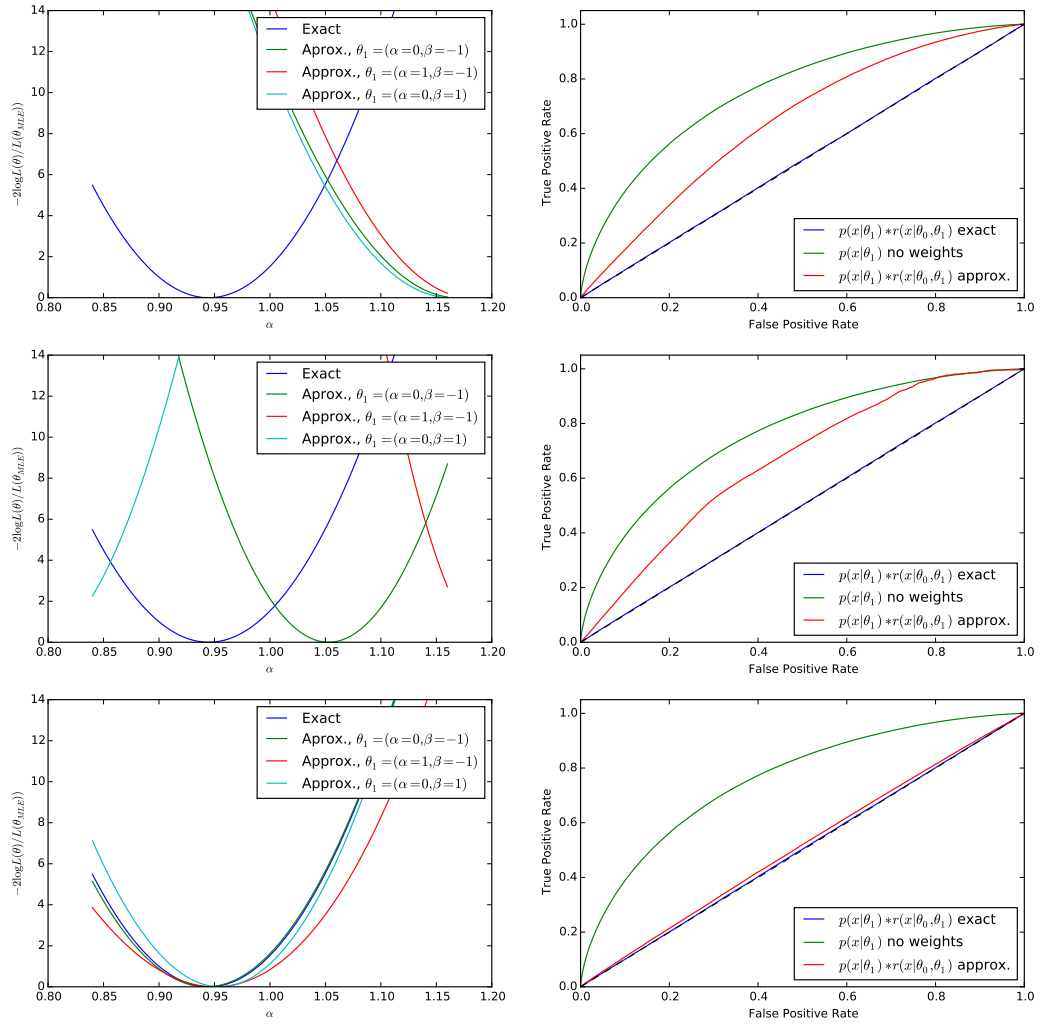 14
12
10
8
6
4
2
0
0.80 0.85 0.90 0.95 1.00 1.05 1.10 1.15 1.20
α
−2logL(θ)/L(θ_MLE))
Exact
Aprox., θ₁ =(α=0,β=−1)
Approx., θ₁ =(α=1,β=−1)
Approx., θ₁ =(α=0,β=1)
1.0
0.8
0.6
0.4
0.2
0.0
0.0 0.2 0.4 0.6 0.8 1.0
False Positive Rate
True Positive Rate
p(x|θ₁)∗r(x|θ₀,θ₁) exact
p(x|θ₁) no weights
p(x|θ₁)∗r(x|θ₀,θ₁) approx.
14
12
10
8
6
4
2
0
0.80 0.85 0.90 0.95 1.00 1.05 1.10 1.15 1.20
α
−2logL(θ)/L(θ_MLE))
Exact
Aprox., θ₁ =(α=0,β=−1)
Approx., θ₁ =(α=1,β=−1)
Approx., θ₁ =(α=0,β=1)
1.0
0.8
0.6
0.4
0.2
0.0
0.0 0.2 0.4 0.6 0.8 1.0
False Positive Rate
True Positive Rate
p(x|θ₁)∗r(x|θ₀,θ₁) exact
p(x|θ₁) no weights
p(x|θ₁)∗r(x|θ₀,θ₁) approx.
14
12
10
8
6
4
2
0
0.80 0.85 0.90 0.95 1.00 1.05 1.10 1.15 1.20
α
−2logL(θ)/L(θ_MLE))
Exact
Aprox., θ₁ =(α=0,β=−1)
Approx., θ₁ =(α=1,β=−1)
Approx., θ₁ =(α=0,β=1)
1.0
0.8
0.6
0.4
0.2
0.0
0.0 0.2 0.4 0.6 0.8 1.0
False Positive Rate
True Positive Rate
p(x|θ₁)∗r(x|θ₀,θ₁) exact
p(x|θ₁) no weights
p(x|θ₁)∗r(x|θ₀,θ₁) approx.